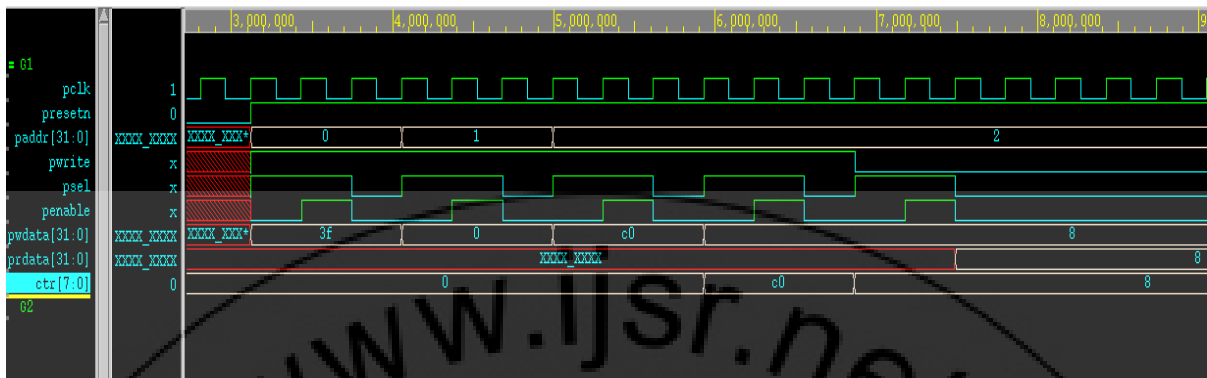 3,000,000 4,000,000 5,000,000 6,000,000 7,000,000 8,000,000 9
= G1
pclk 1
presetn 0
paddr[31:0] XXXX_XXXX XXXX_XXX* 0 1 2
pwrite x
psel x
penable x
pwdata[31:0] XXXX_XXXX XXXX_XXX* 3f 0 c0 8
prdata[31:0] XXXX_XXXX XXXX_XXXX 8
ctr[7:0] 0 0 c0 8
G2
www.ijsr.ne